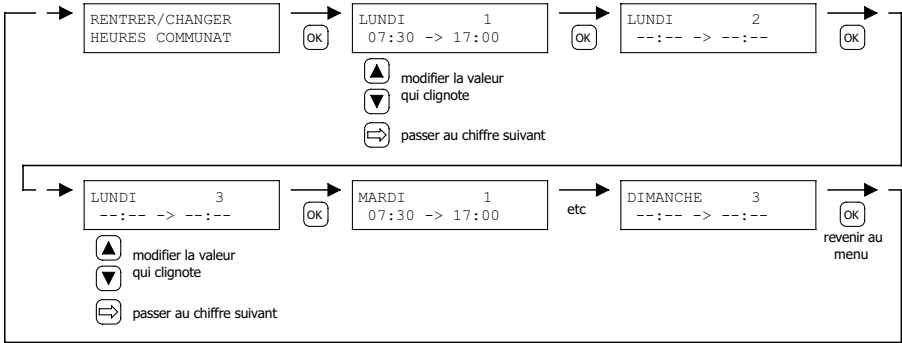 RENTRER/CHANGER
HEURES COMMUNAT
OK
LUNDI 1
07:30 -> 17:00
OK
LUNDI 2
--:-- -> --:--
OK
modifier la valeur
qui clignote
passer au chiffre suivant
LUNDI 3
--:-- -> --:--
OK
MARDI 1
07:30 -> 17:00
etc
DIMANCHE 3
--:-- -> --:--
OK
revenir au
menu
modifier la valeur
qui clignote
passer au chiffre suivant